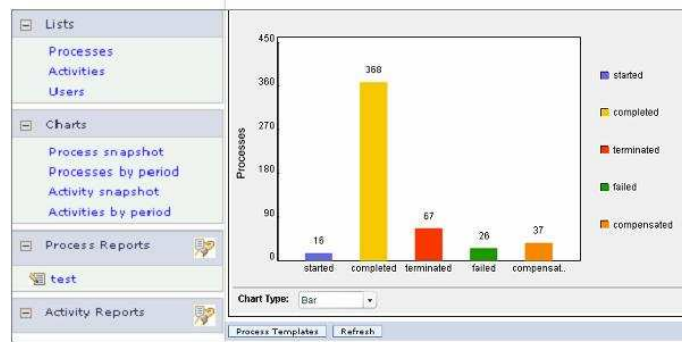 Lists
Processes
Activities
Users
Charts
Process snapshot
Processes by period
Activity snapshot
Activities by period
Process Reports
test
Activity Reports
Processes
450
360
270
180
90
0
16
368
67
26
37
started
completed
terminated
failed
compensat..
started
completed
terminated
failed
compensated
Chart Type:
Bar
Process Templates
Refresh